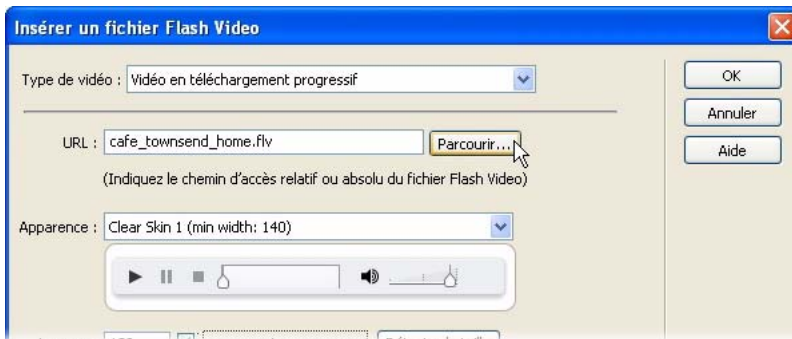 Insérer un fichier Flash Video
Type de vidéo : Vidéo en téléchargement progressif
OK
Annuler
Aide
URL : cafe_townsend_home.flv Parcourir...
(Indiquez le chemin d'accès relatif ou absolu du fichier Flash Video)
Apparence : Clear Skin 1 (min width: 140)